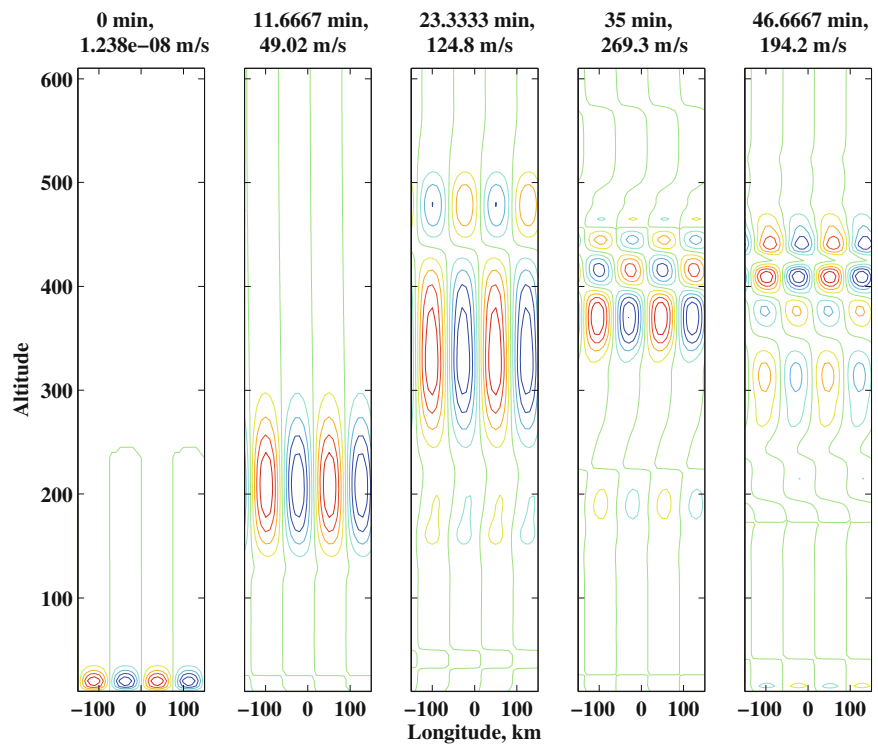 0 min,
1.238e−08 m/s
11.6667 min,
49.02 m/s
23.3333 min,
124.8 m/s
35 min,
269.3 m/s
46.6667 min,
194.2 m/s
600
500
400
300
200
100
Altitude
−100 0 100
−100 0 100
−100 0 100
−100 0 100
−100 0 100
Longitude, km